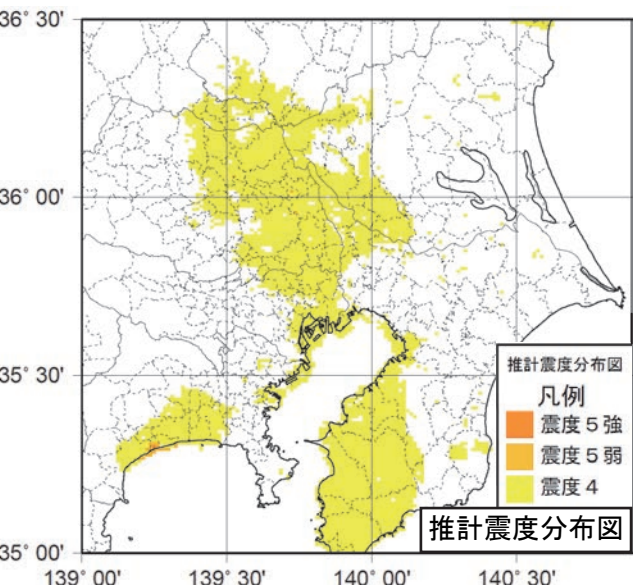 36° 30'
36° 00'
35° 30'
35° 00'
139° 00'
139° 30'
140° 00'
140° 30'
推計震度分布図
凡例
震度5強
震度5弱
震度4
推計震度分布図